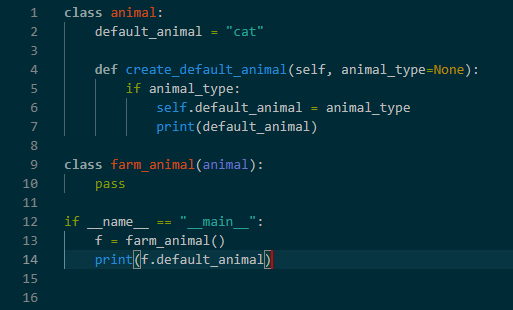 1 class animal:
2     default_animal = "cat"
3
4     def create_default_animal(self, animal_type=None):
5         if animal_type:
6             self.default_animal = animal_type
7             print(default_animal)
8
9 class farm_animal(animal):
10     pass
11
12 if __name__ == "__main__":
13     f = farm_animal()
14     print(f.default_animal)
15
16